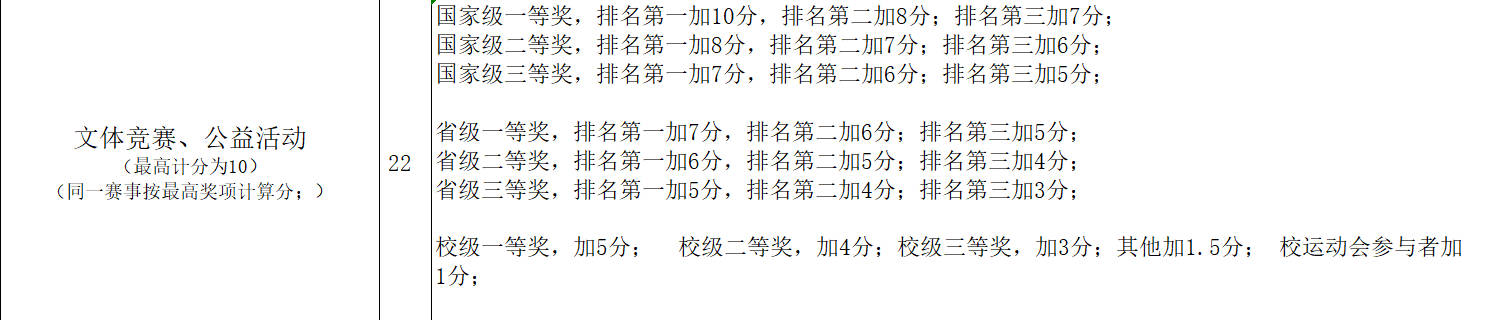 文体竞赛、公益活动
（最高计分为10）
（同一赛事按最高奖项计算分；）
22
国家级一等奖，排名第一加10分，排名第二加8分；排名第三加7分；
国家级二等奖，排名第一加8分，排名第二加7分；排名第三加6分；
国家级三等奖，排名第一加7分，排名第二加6分；排名第三加5分；
省级一等奖，排名第一加7分，排名第二加6分；排名第三加5分；
省级二等奖，排名第一加6分，排名第二加5分；排名第三加4分；
省级三等奖，排名第一加5分，排名第二加4分；排名第三加3分；
校级一等奖，加5分； 校级二等奖，加4分；校级三等奖，加3分；其他加1.5分； 校运动会参与者加
1分；